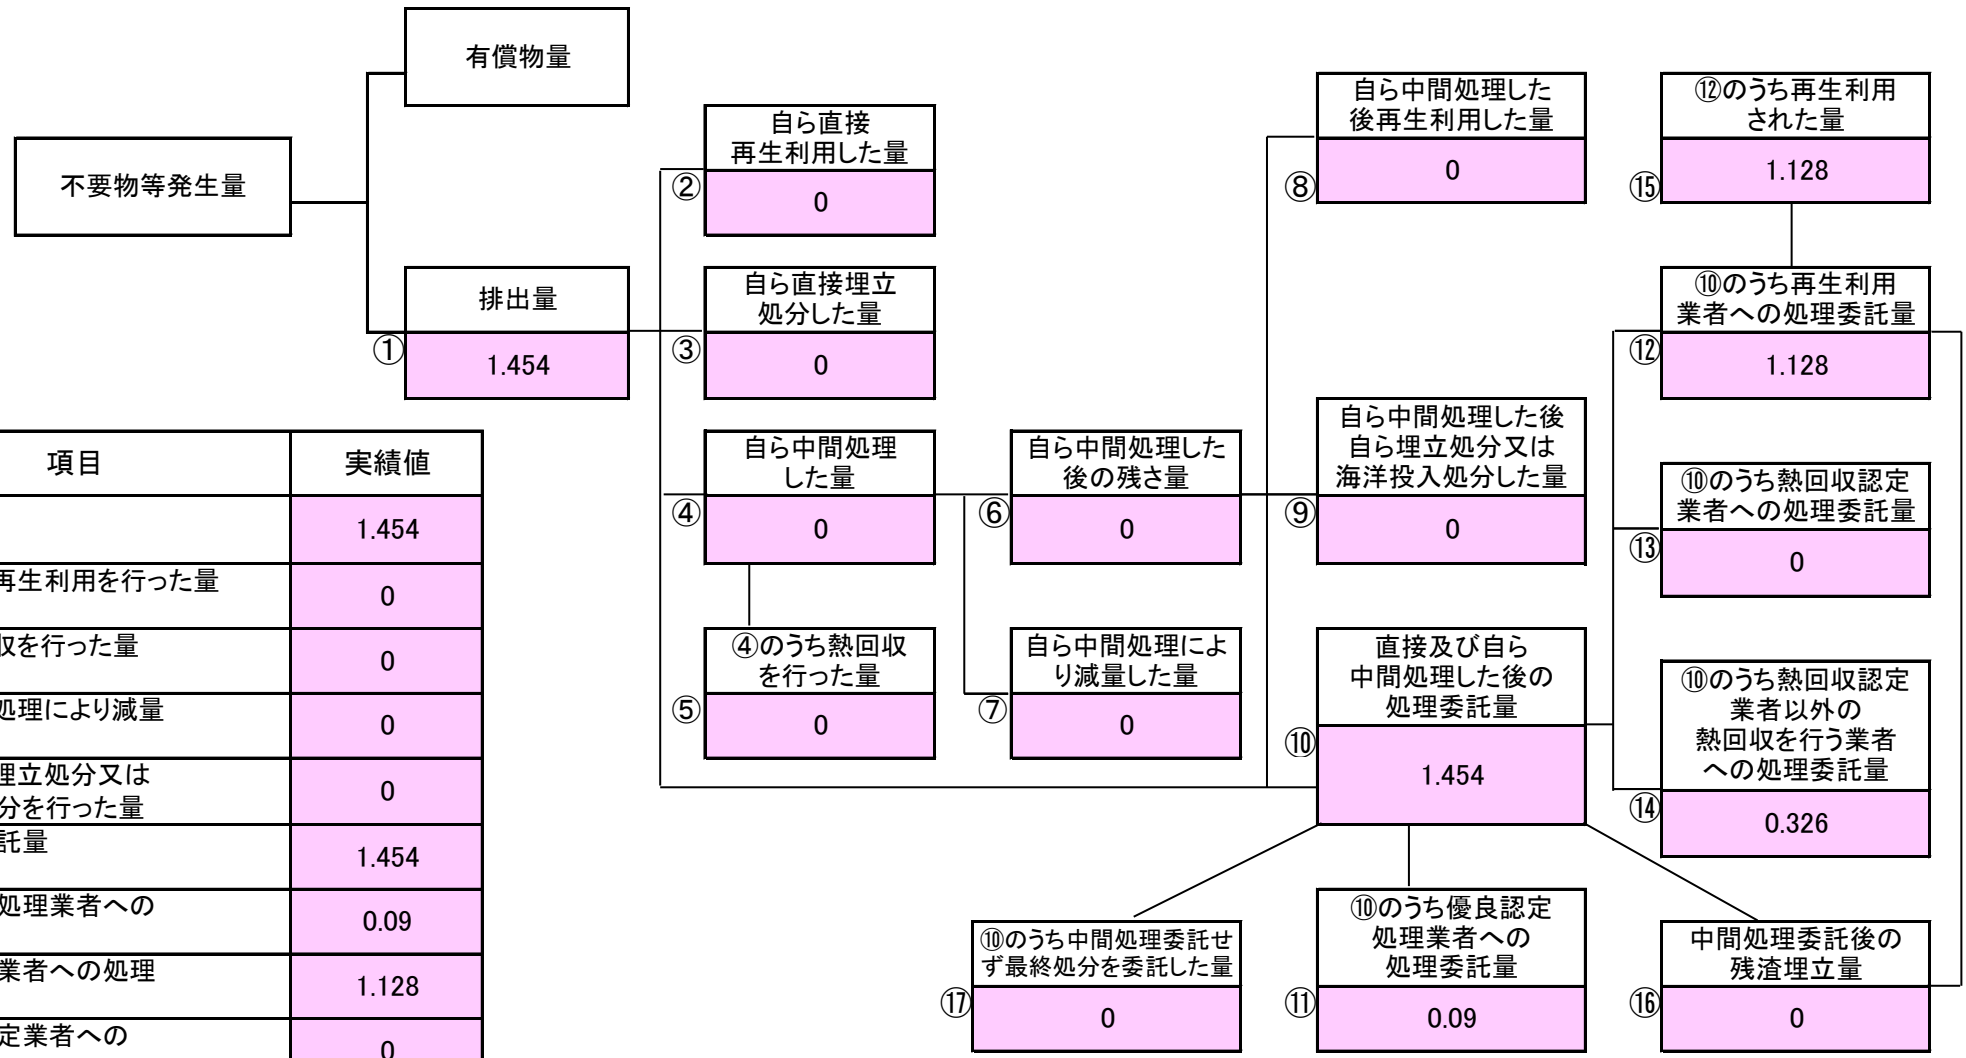 有償物量
不要物等発生量
排出量
①
1.454
自ら直接
再生利用した量
②
0
自ら直接埋立
処分した量
③
0
自ら中間処理
した量
④
0
④のうち熱回収
を行った量
⑤
0
自ら中間処理した
後の残さ量
⑥
0
自ら中間処理によ
り減量した量
⑦
0
自ら中間処理した
後再生利用した量
⑧
0
自ら中間処理した後
自ら埋立処分又は
海洋投入処分した量
⑨
0
直接及び自ら
中間処理した後の
処理委託量
⑩
1.454
⑫のうち再生利用
された量
⑮
1.128
⑩のうち再生利用
業者への処理委託量
⑫
1.128
⑩のうち熱回収認定
業者への処理委託量
⑬
0
⑩のうち熱回収認定
業者以外の
熱回収を行う業者
への処理委託量
⑭
0.326
⑩のうち中間処理委託せ
ず最終処分を委託した量
⑰
0
⑩のうち優良認定
処理業者への
処理委託量
⑪
0.09
中間処理委託後の
残渣埋立量
⑯
0
項目 実績値
1.454
再生利用を行った量
0
収を行った量
0
処理により減量
0
埋立処分又は
分を行った量
0
託量
1.454
処理業者への
0.09
業者への処理
1.128
定業者への
0